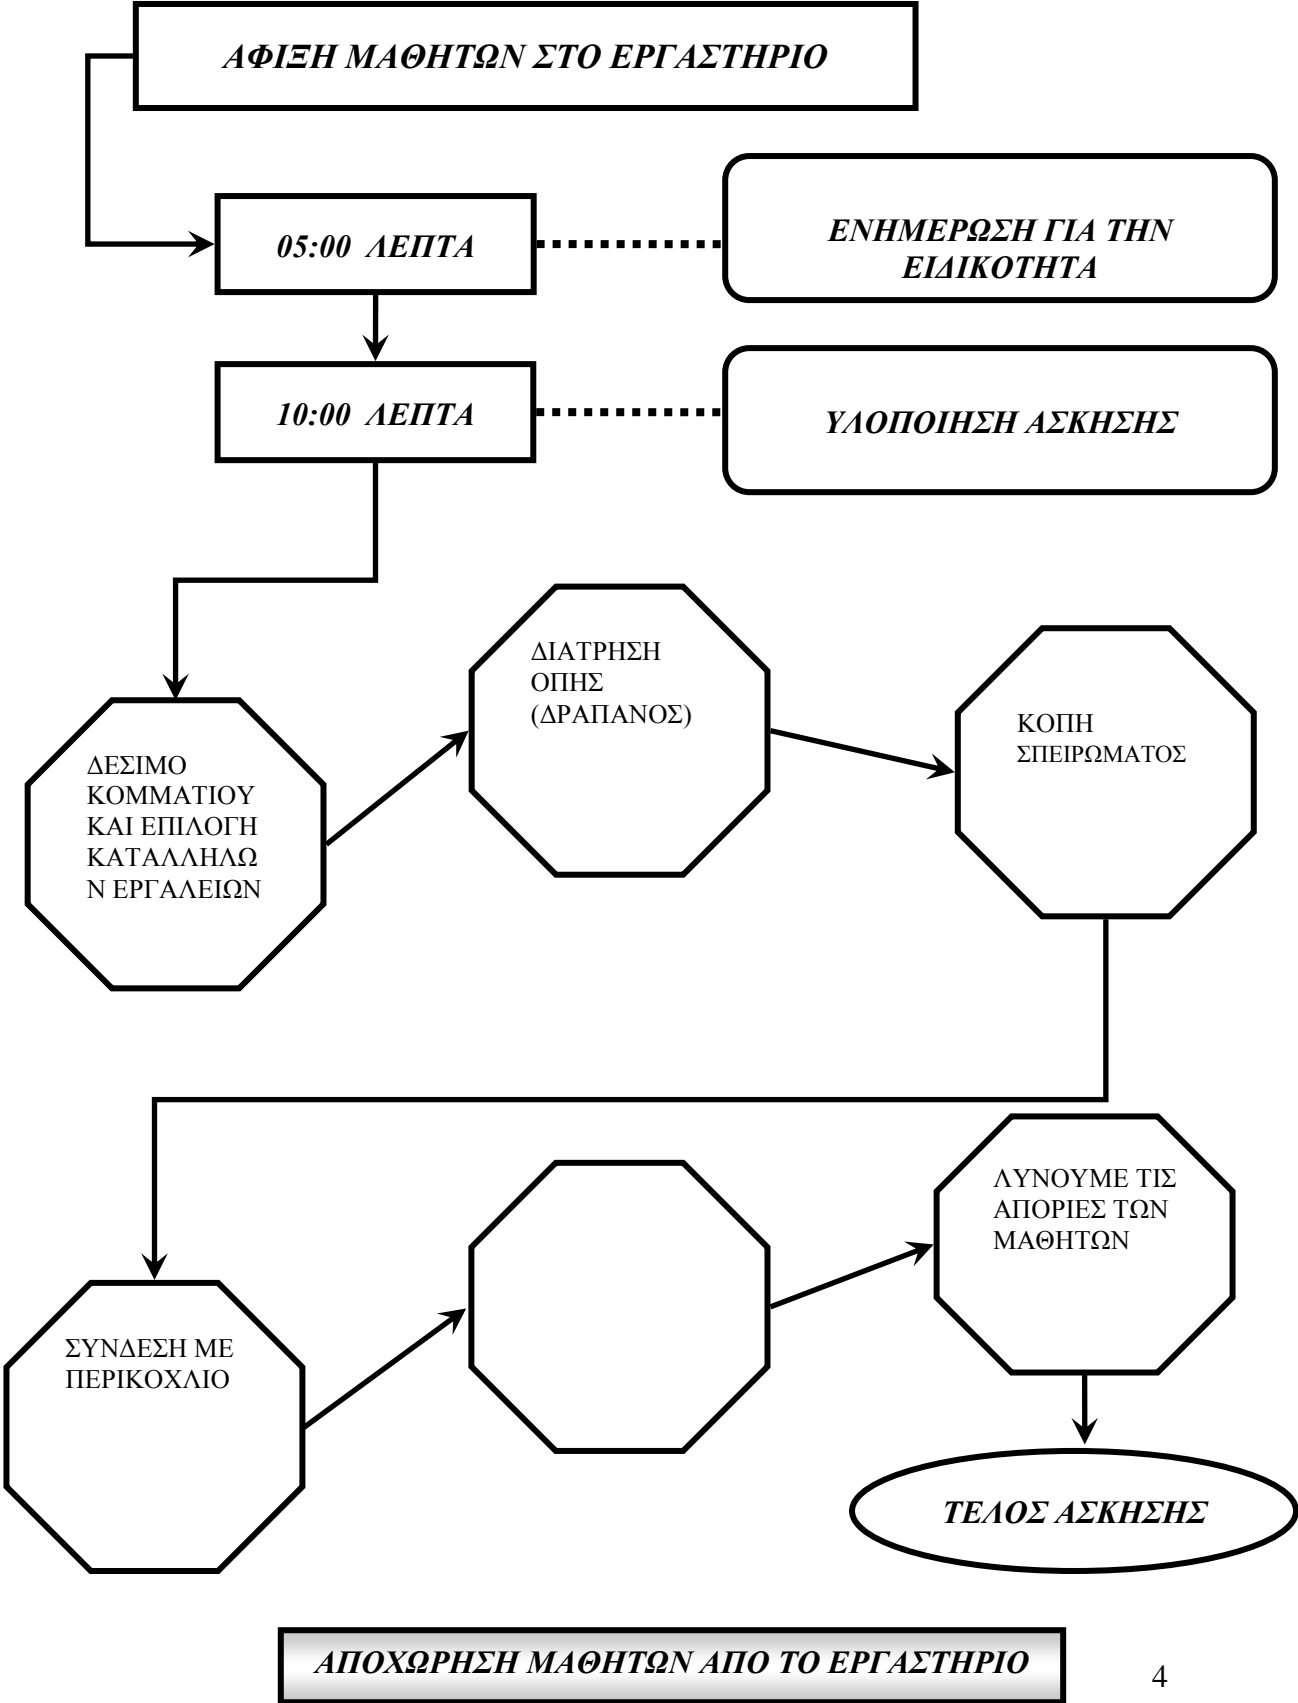 ΑΦΙΞΗ ΜΑΘΗΤΩΝ ΣΤΟ ΕΡΓΑΣΤΗΡΙΟ
05:00 ΛΕΠΤΑ
ΕΝΗΜΕΡΩΣΗ ΓΙΑ ΤΗΝ
ΕΙΔΙΚΟΤΗΤΑ
10:00 ΛΕΠΤΑ
ΥΛΟΠΟΙΗΣΗ ΑΣΚΗΣΗΣ
ΔΕΣΙΜΟ
ΚΟΜΜΑΤΙΟΥ
ΚΑΙ ΕΠΙΛΟΓΗ
ΚΑΤΑΛΛΗΛΩ
Ν ΕΡΓΑΛΕΙΩΝ
ΔΙΑΤΡΗΣΗ
ΟΠΗΣ
(ΔΡΑΠΑΝΟΣ)
ΚΟΠΗ
ΣΠΕΙΡΩΜΑΤΟΣ
ΣΥΝΔΕΣΗ ΜΕ
ΠΕΡΙΚΟΧΛΙΟ
ΛΥΝΟΥΜΕ ΤΙΣ
ΑΠΟΡΙΕΣ ΤΩΝ
ΜΑΘΗΤΩΝ
ΤΕΛΟΣ ΑΣΚΗΣΗΣ
ΑΠΟΧΩΡΗΣΗ ΜΑΘΗΤΩΝ ΑΠΟ ΤΟ ΕΡΓΑΣΤΗΡΙΟ
4